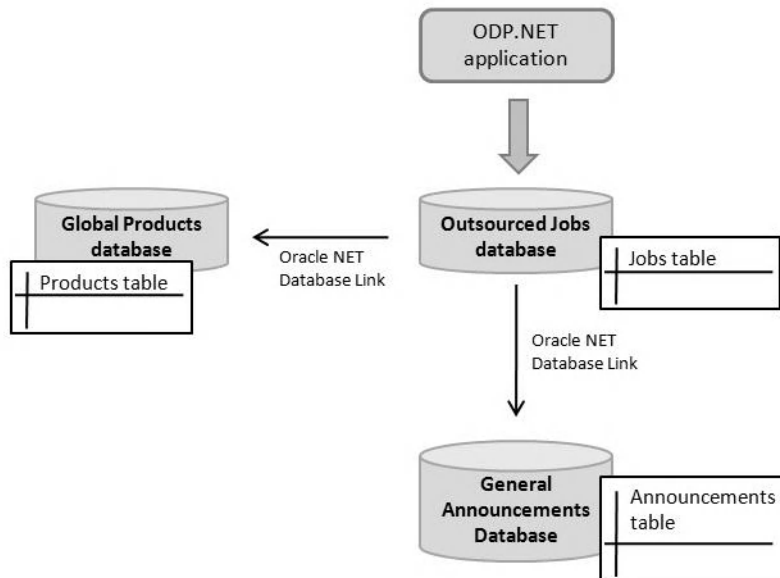 ODP.NET
application
Global Products
database
Products table
Oracle NET
Database Link
Outsourced Jobs
database
Jobs table
Oracle NET
Database Link
General
Announcements
Database
Announcements
table